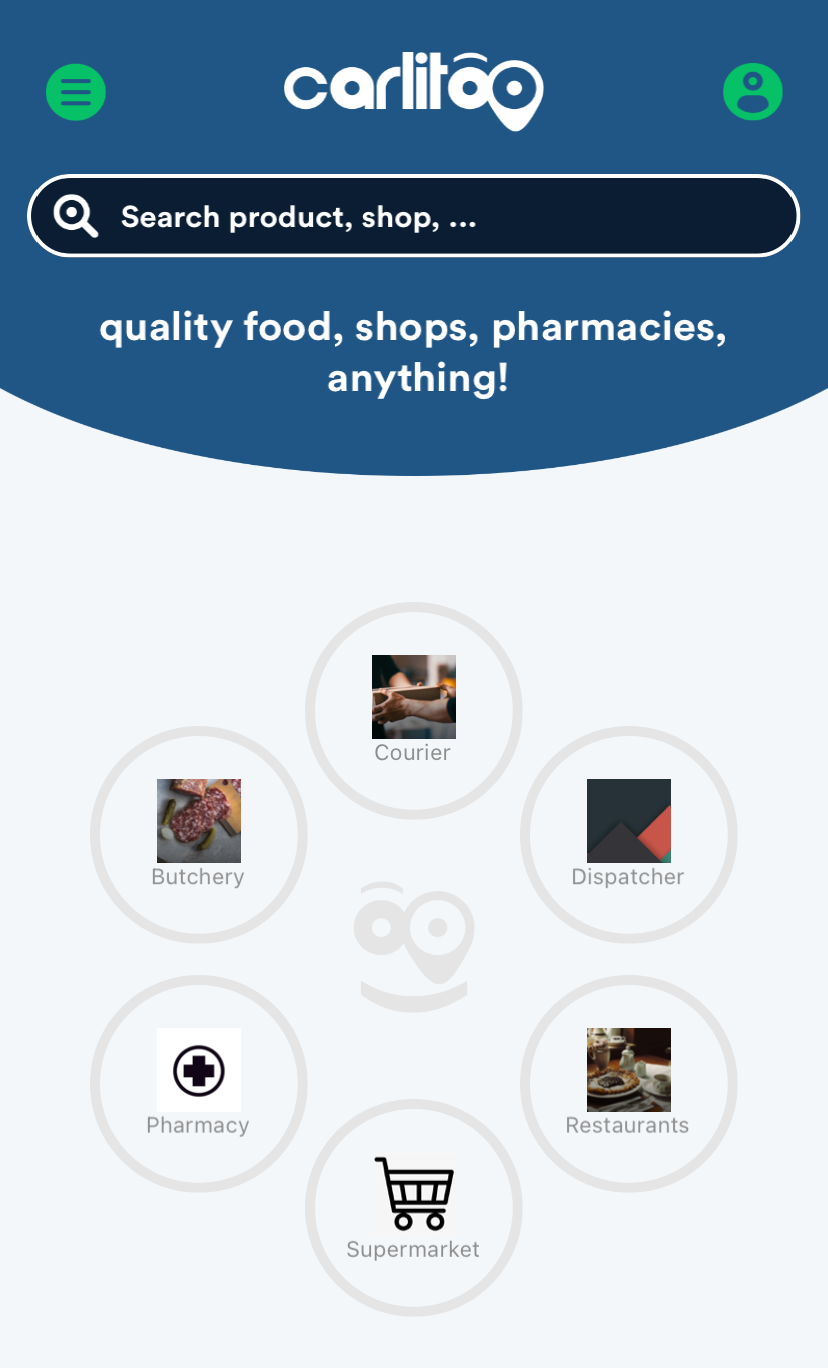 carlitoo
Search product, shop, ...
quality food, shops, pharmacies,
anything!
Courier
Butchery
Dispatcher
Pharmacy
Restaurants
Supermarket